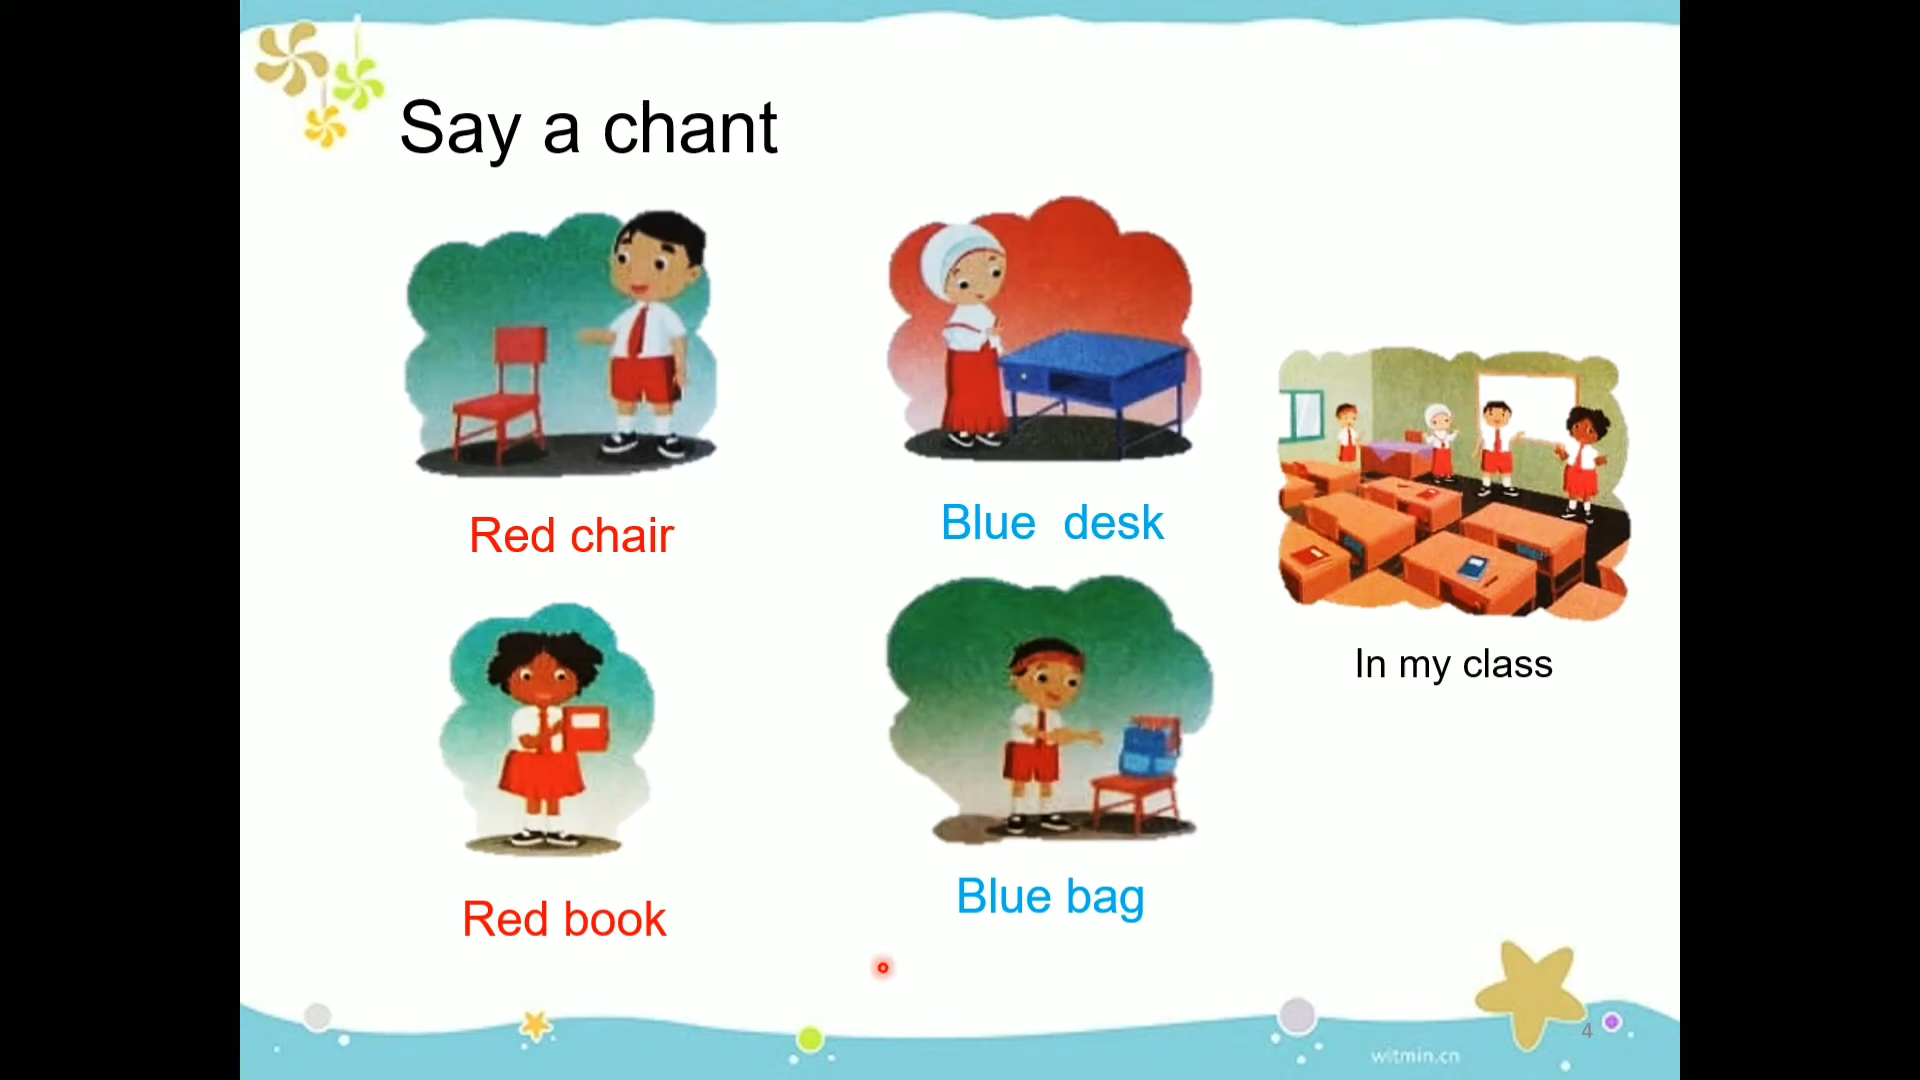 Say a chant
Red chair
Blue desk
In my class
Red book
Blue bag
4
witmin.cn